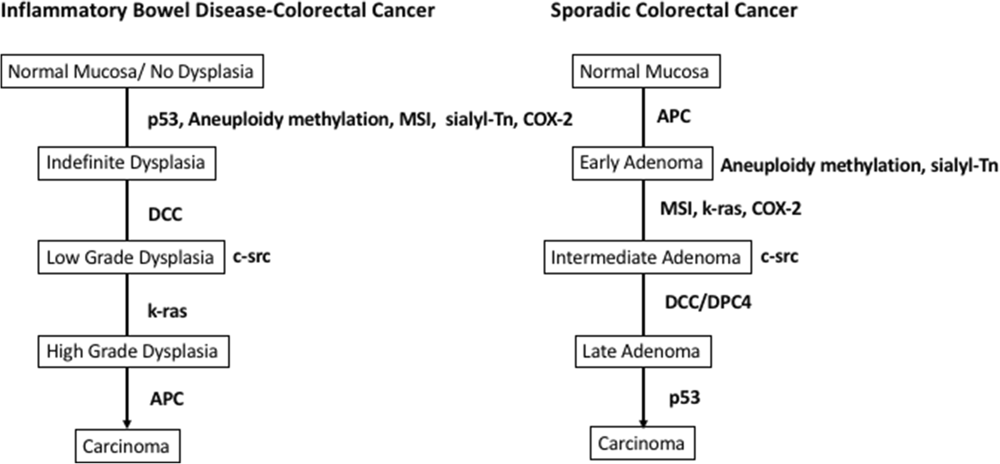 Inflammatory Bowel Disease-Colorectal Cancer
Normal Mucosa/ No Dysplasia
p53, Aneuploidy methylation, MSI, sialyl-Tn, COX-2
Indefinite Dysplasia
DCC
Low Grade Dysplasia
c-src
k-ras
High Grade Dysplasia
APC
Carcinoma
Sporadic Colorectal Cancer
Normal Mucosa
APC
Early Adenoma
Aneuploidy methylation, sialyl-Tn
MSI, k-ras, COX-2
Intermediate Adenoma
c-src
DCC/DPC4
Late Adenoma
p53
Carcinoma